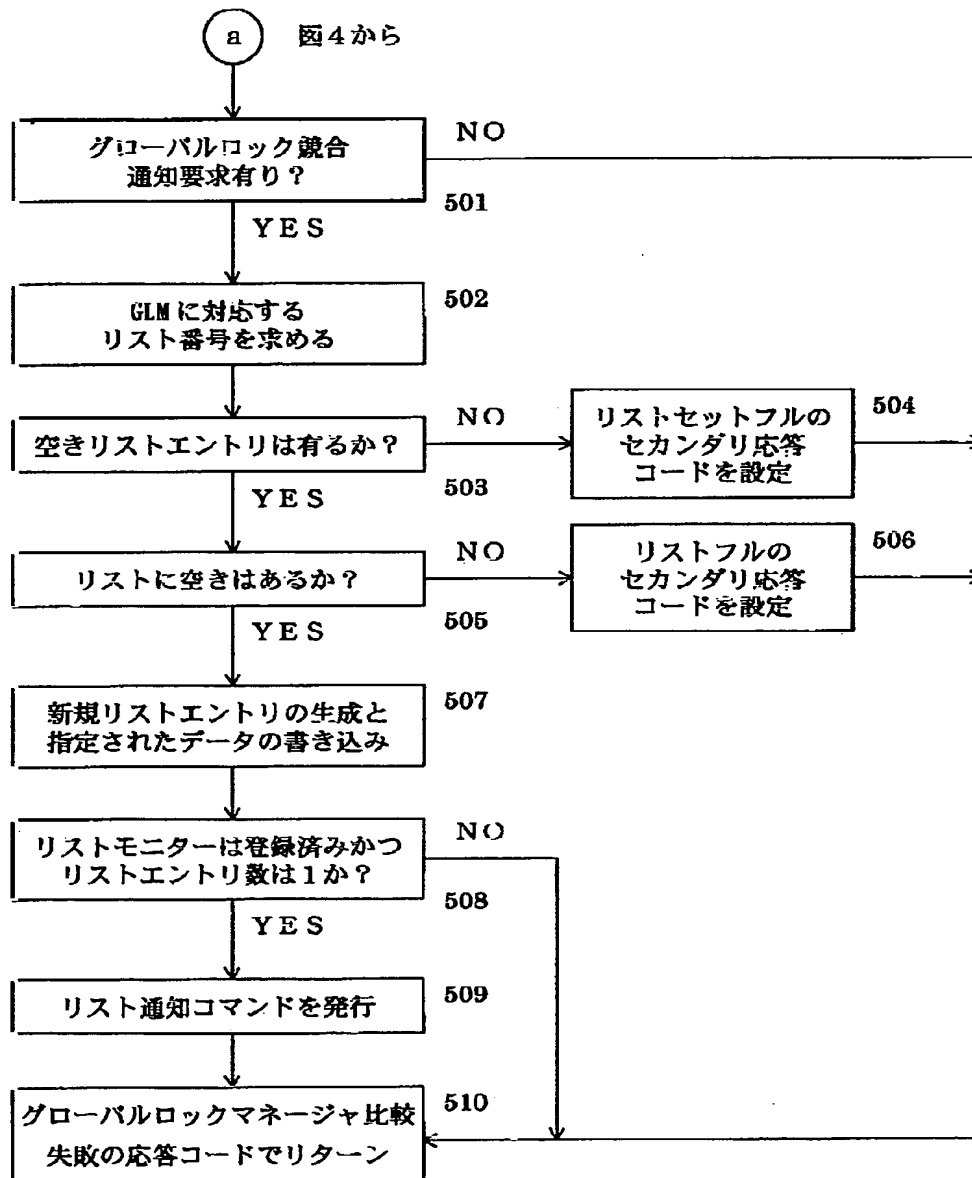 a
図4から
グローバルロック競合
通知要求有り?
NO
501
YES
GLMに対応する
リスト番号を求める
502
空きリストエントリは有るか?
NO
503
YES
リストセットフルの
セカンダリ応答
コードを設定
504
リストに空きはあるか?
NO
505
YES
リストフルの
セカンダリ応答
コードを設定
506
新規リストエントリの生成と
指定されたデータの書き込み
507
リストモニターは登録済みかつ
リストエントリ数は1か?
NO
508
YES
リスト通知コマンドを発行
509
グローバルロックマネージャ比較
失敗の応答コードでリターン
510